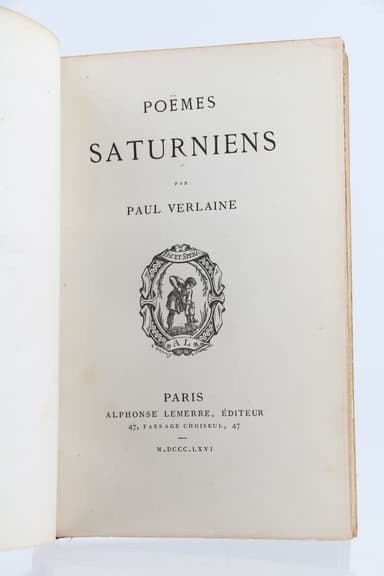 POËMES
SATURNIENS
PAR
PAUL VERLAINE
FAC ET SPERA
AL
PARIS
ALPHONSE LEMERRE, ÉDITEUR
47, PASSAGE CHOISEUL, 47
M.DCCC.LXVI